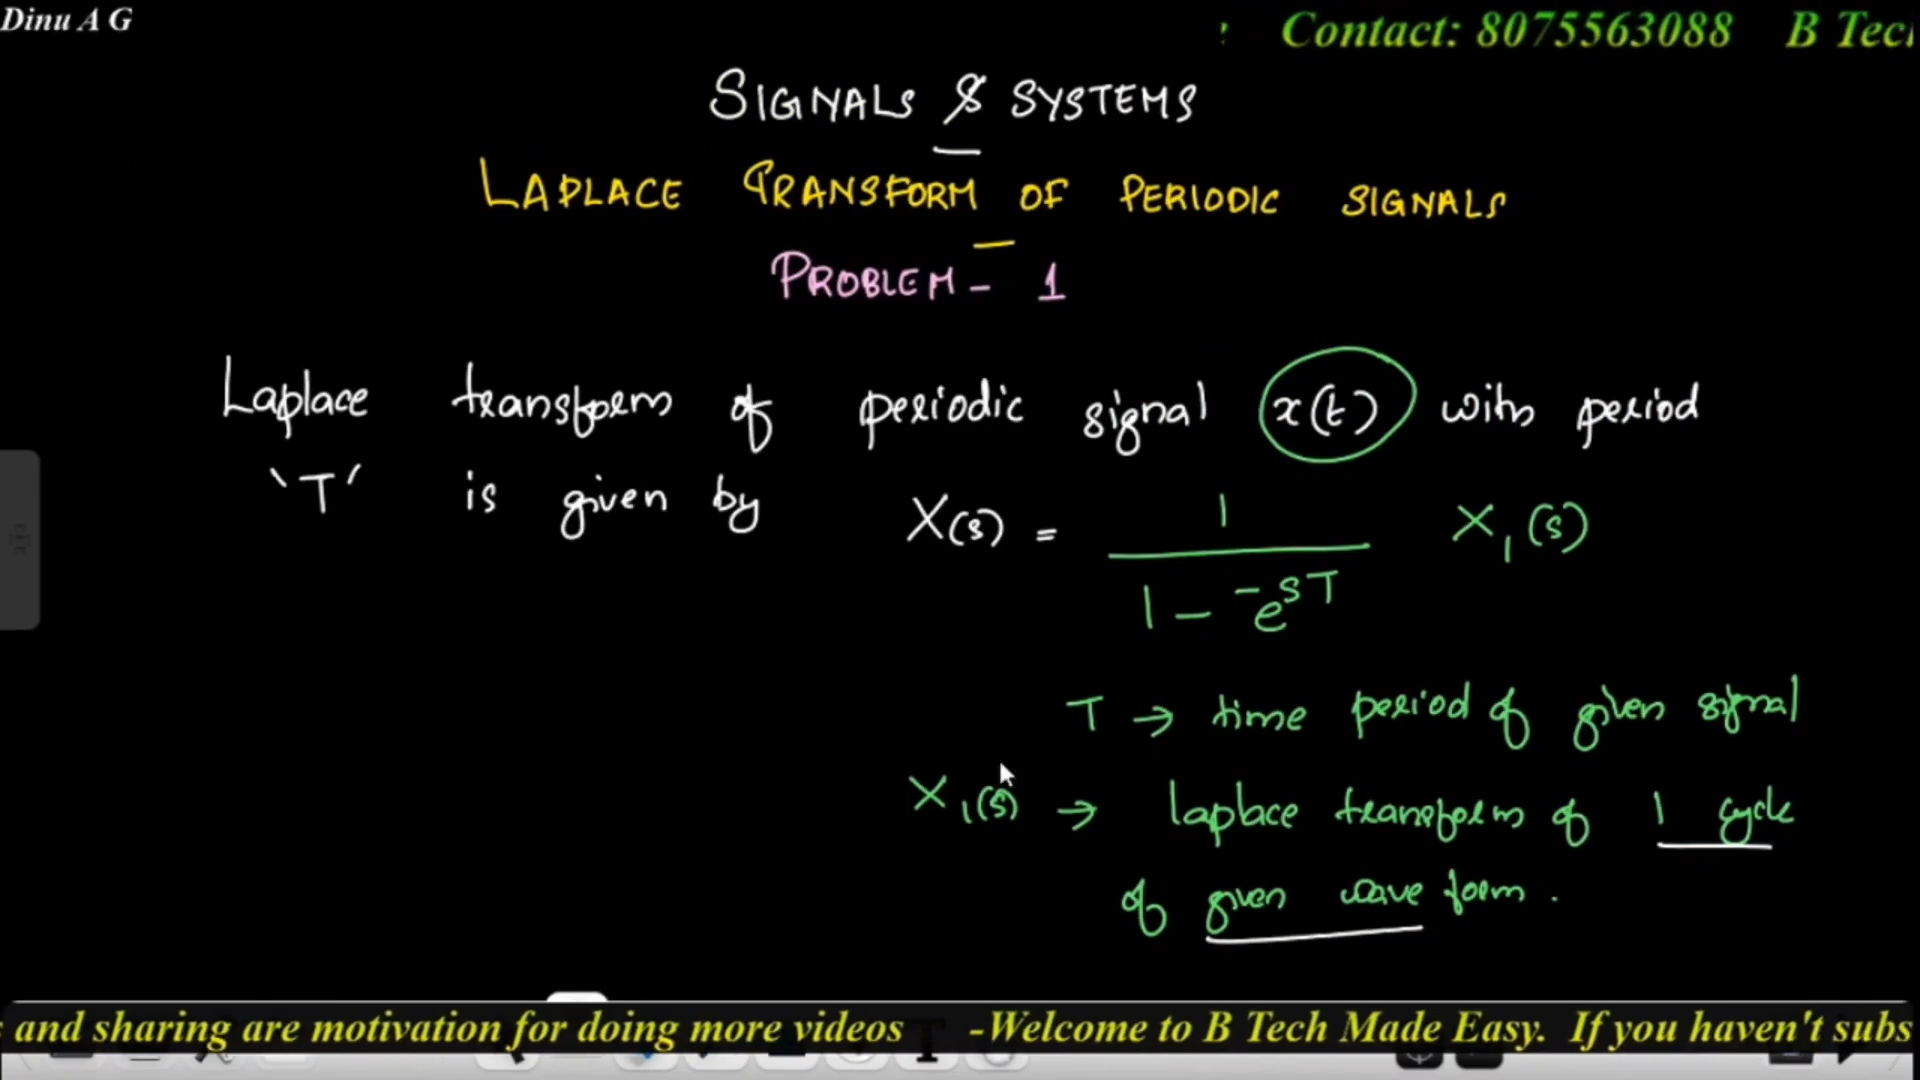 Dinu A G
: Contact: 8075563088 B Tec
SIGNALS & SYSTEMS
LAPLACE TRANSFORM OF PERIODIC SIGNALS
PROBLEM - 1
Laplace transform of periodic signal x(t) with period
'T' is given by X(s) = 1 / 1 - -e^sT X₁(s)
T → time period of given signal
X₁(s) → laplace transform of 1 cycle
of given wave form.
s and sharing are motivation for doing more videos -Welcome to B Tech Made Easy. If you haven't subs